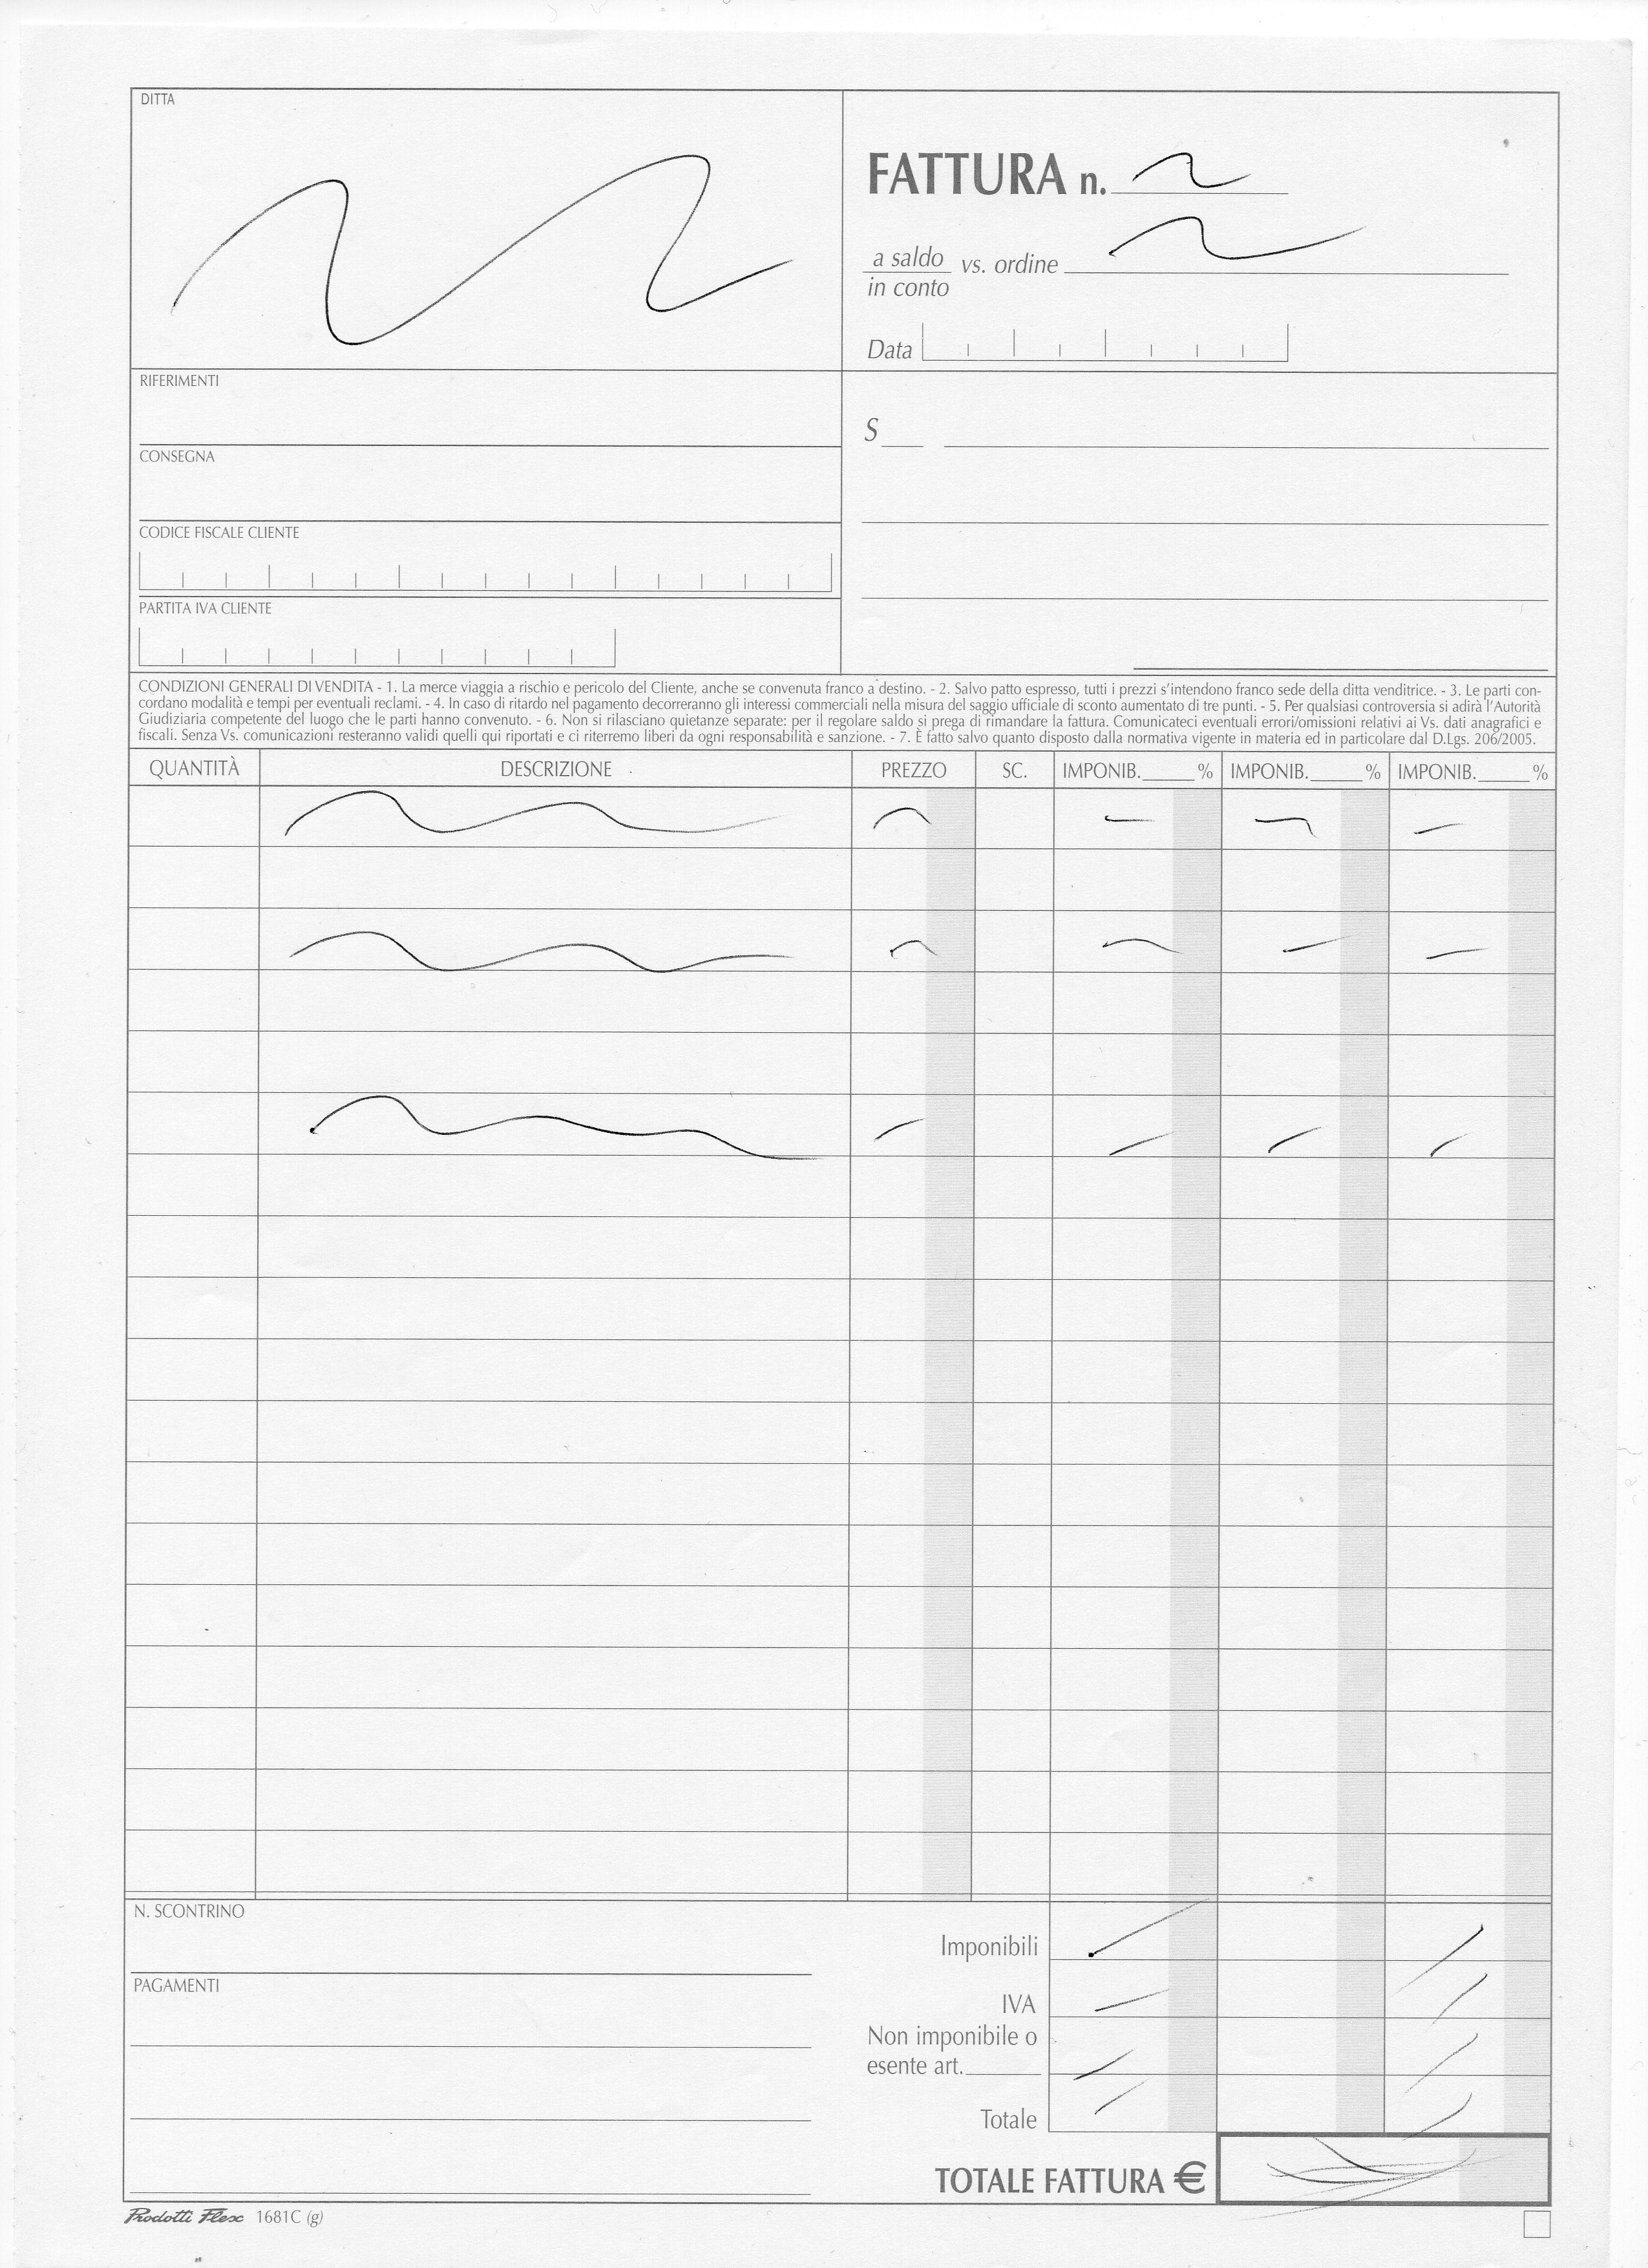 DITTA
FATTURA n.
a saldo vs. ordine
in conto
Data
RIFERIMENTI
S
CONSEGNA
CODICE FISCALE CLIENTE
PARTITA IVA CLIENTE
CONDIZIONI GENERALI DI VENDITA - 1. La merce viaggia a rischio e pericolo del Cliente, anche se convenuta franco a destino. - 2. Salvo patto espresso, tutti i prezzi s'intendono franco sede della ditta venditrice. - 3. Le parti con-
cordano modalità e tempi per eventuali reclami. - 4. In caso di ritardo nel pagamento decorreranno gli interessi commerciali nella misura del saggio ufficiale di sconto aumentato di tre punti. - 5. Per qualsiasi controversia si adirà l'Autorità
Giudiziaria competente del luogo che le parti hanno convenuto. - 6. Non si rilasciano quietanze separate: per il regolare saldo si prega di rimandare la fattura. Comunicateci eventuali errori/omissioni relativi ai Vs. dati anagrafici e
fiscali. Senza Vs. comunicazioni resteranno validi quelli qui riportati e ci riterremo liberi da ogni responsabilità e sanzione. - 7. È fatto salvo quanto disposto dalla normativa vigente in materia ed in particolare dal D.Lgs. 206/2005.
QUANTITÀ DESCRIZIONE PREZZO SC. IMPONIB. % IMPONIB. % IMPONIB. %
N. SCONTRINO
Imponibili
PAGAMENTI
IVA
Non imponibile o
esente art.
Totale
TOTALE FATTURA €
Prodotti Flex 1681C (g)